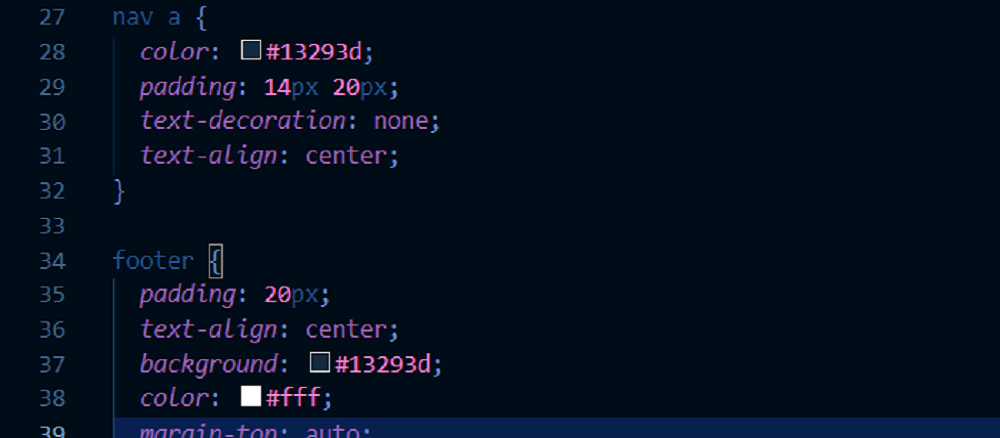 27 nav a {
28 color: #13293d;
29 padding: 14px 20px;
30 text-decoration: none;
31 text-align: center;
32 }
33
34 footer {
35 padding: 20px;
36 text-align: center;
37 background: #13293d;
38 color: #fff;
39 margin-top: auto;